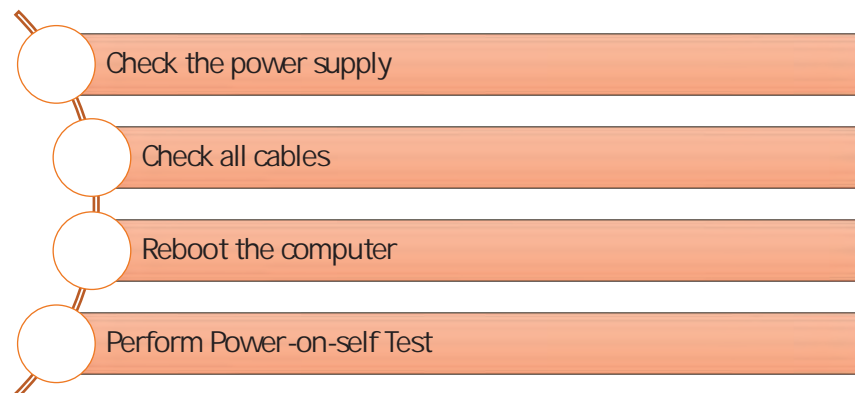 Check the power supply
Check all cables
Reboot the computer
Perform Power-on-self Test